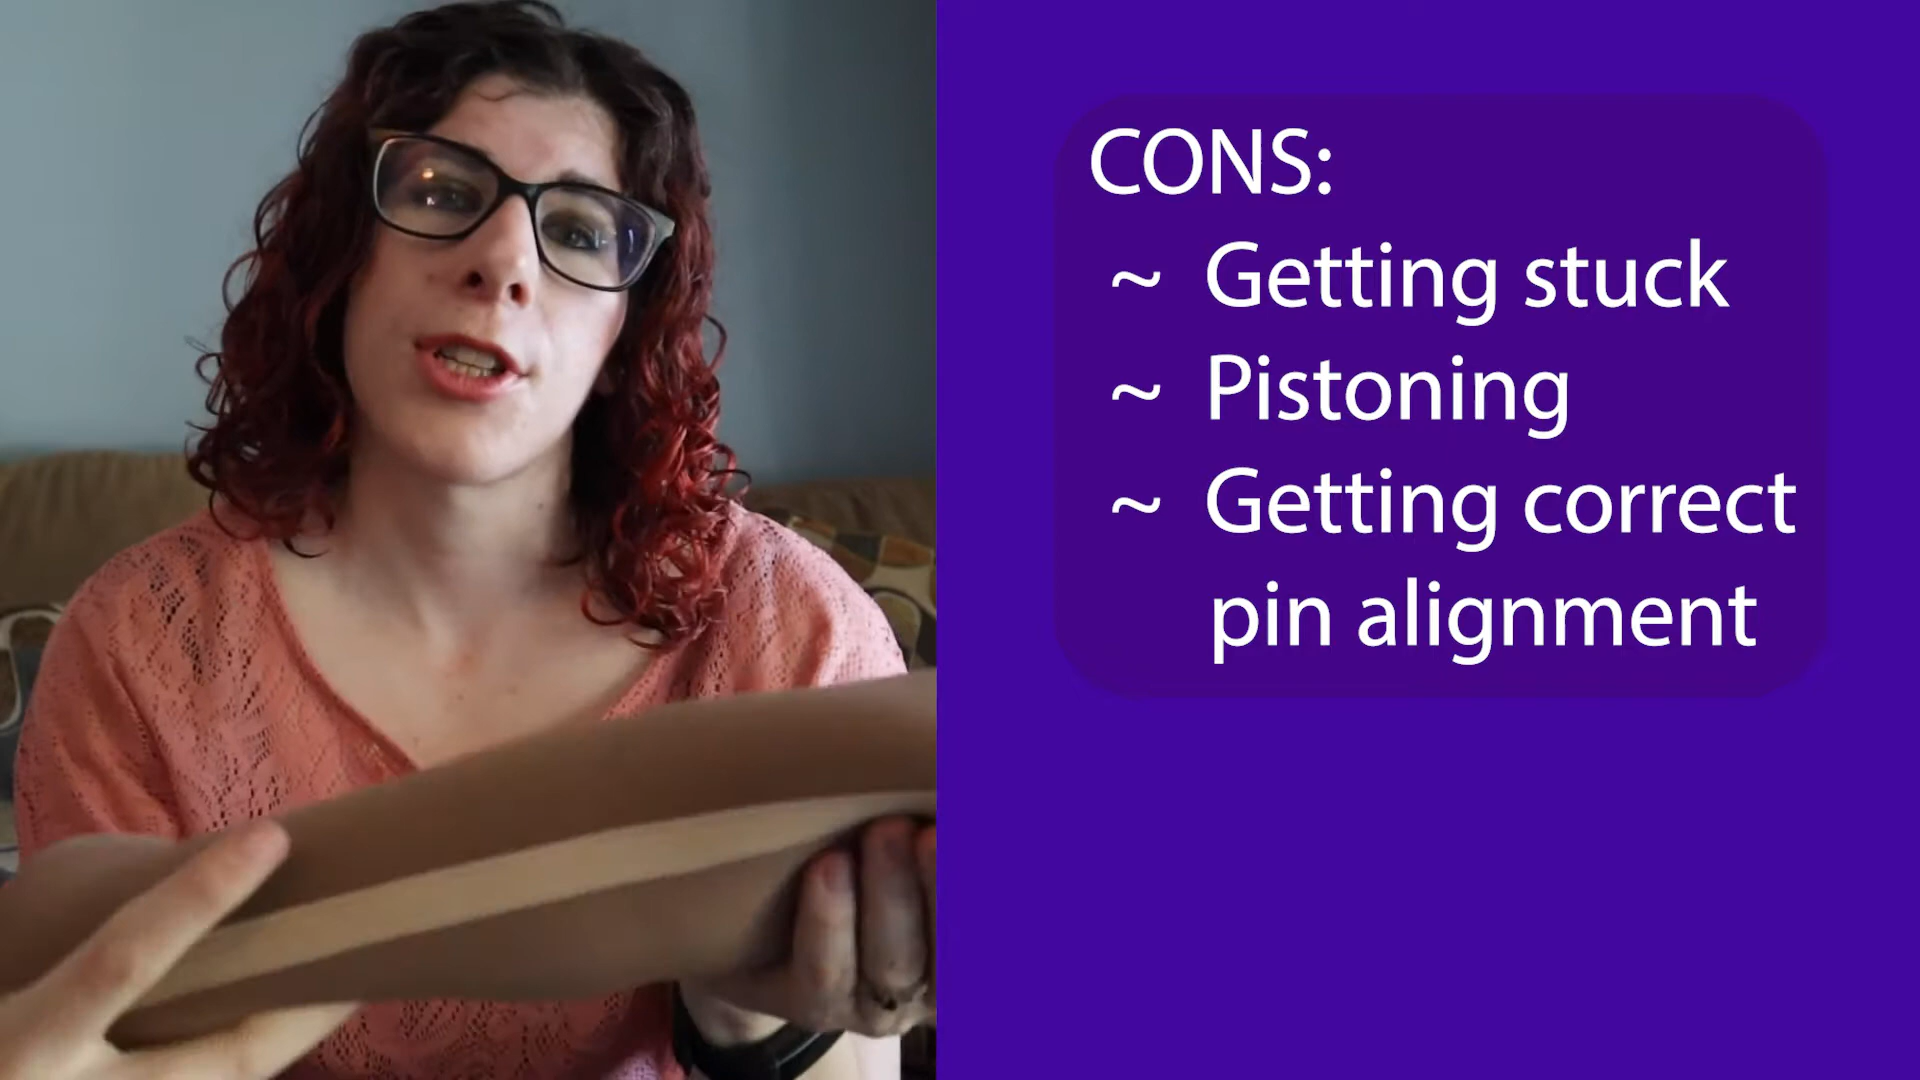 CONS:
~ Getting stuck
~ Pistoning
~ Getting correct
pin alignment